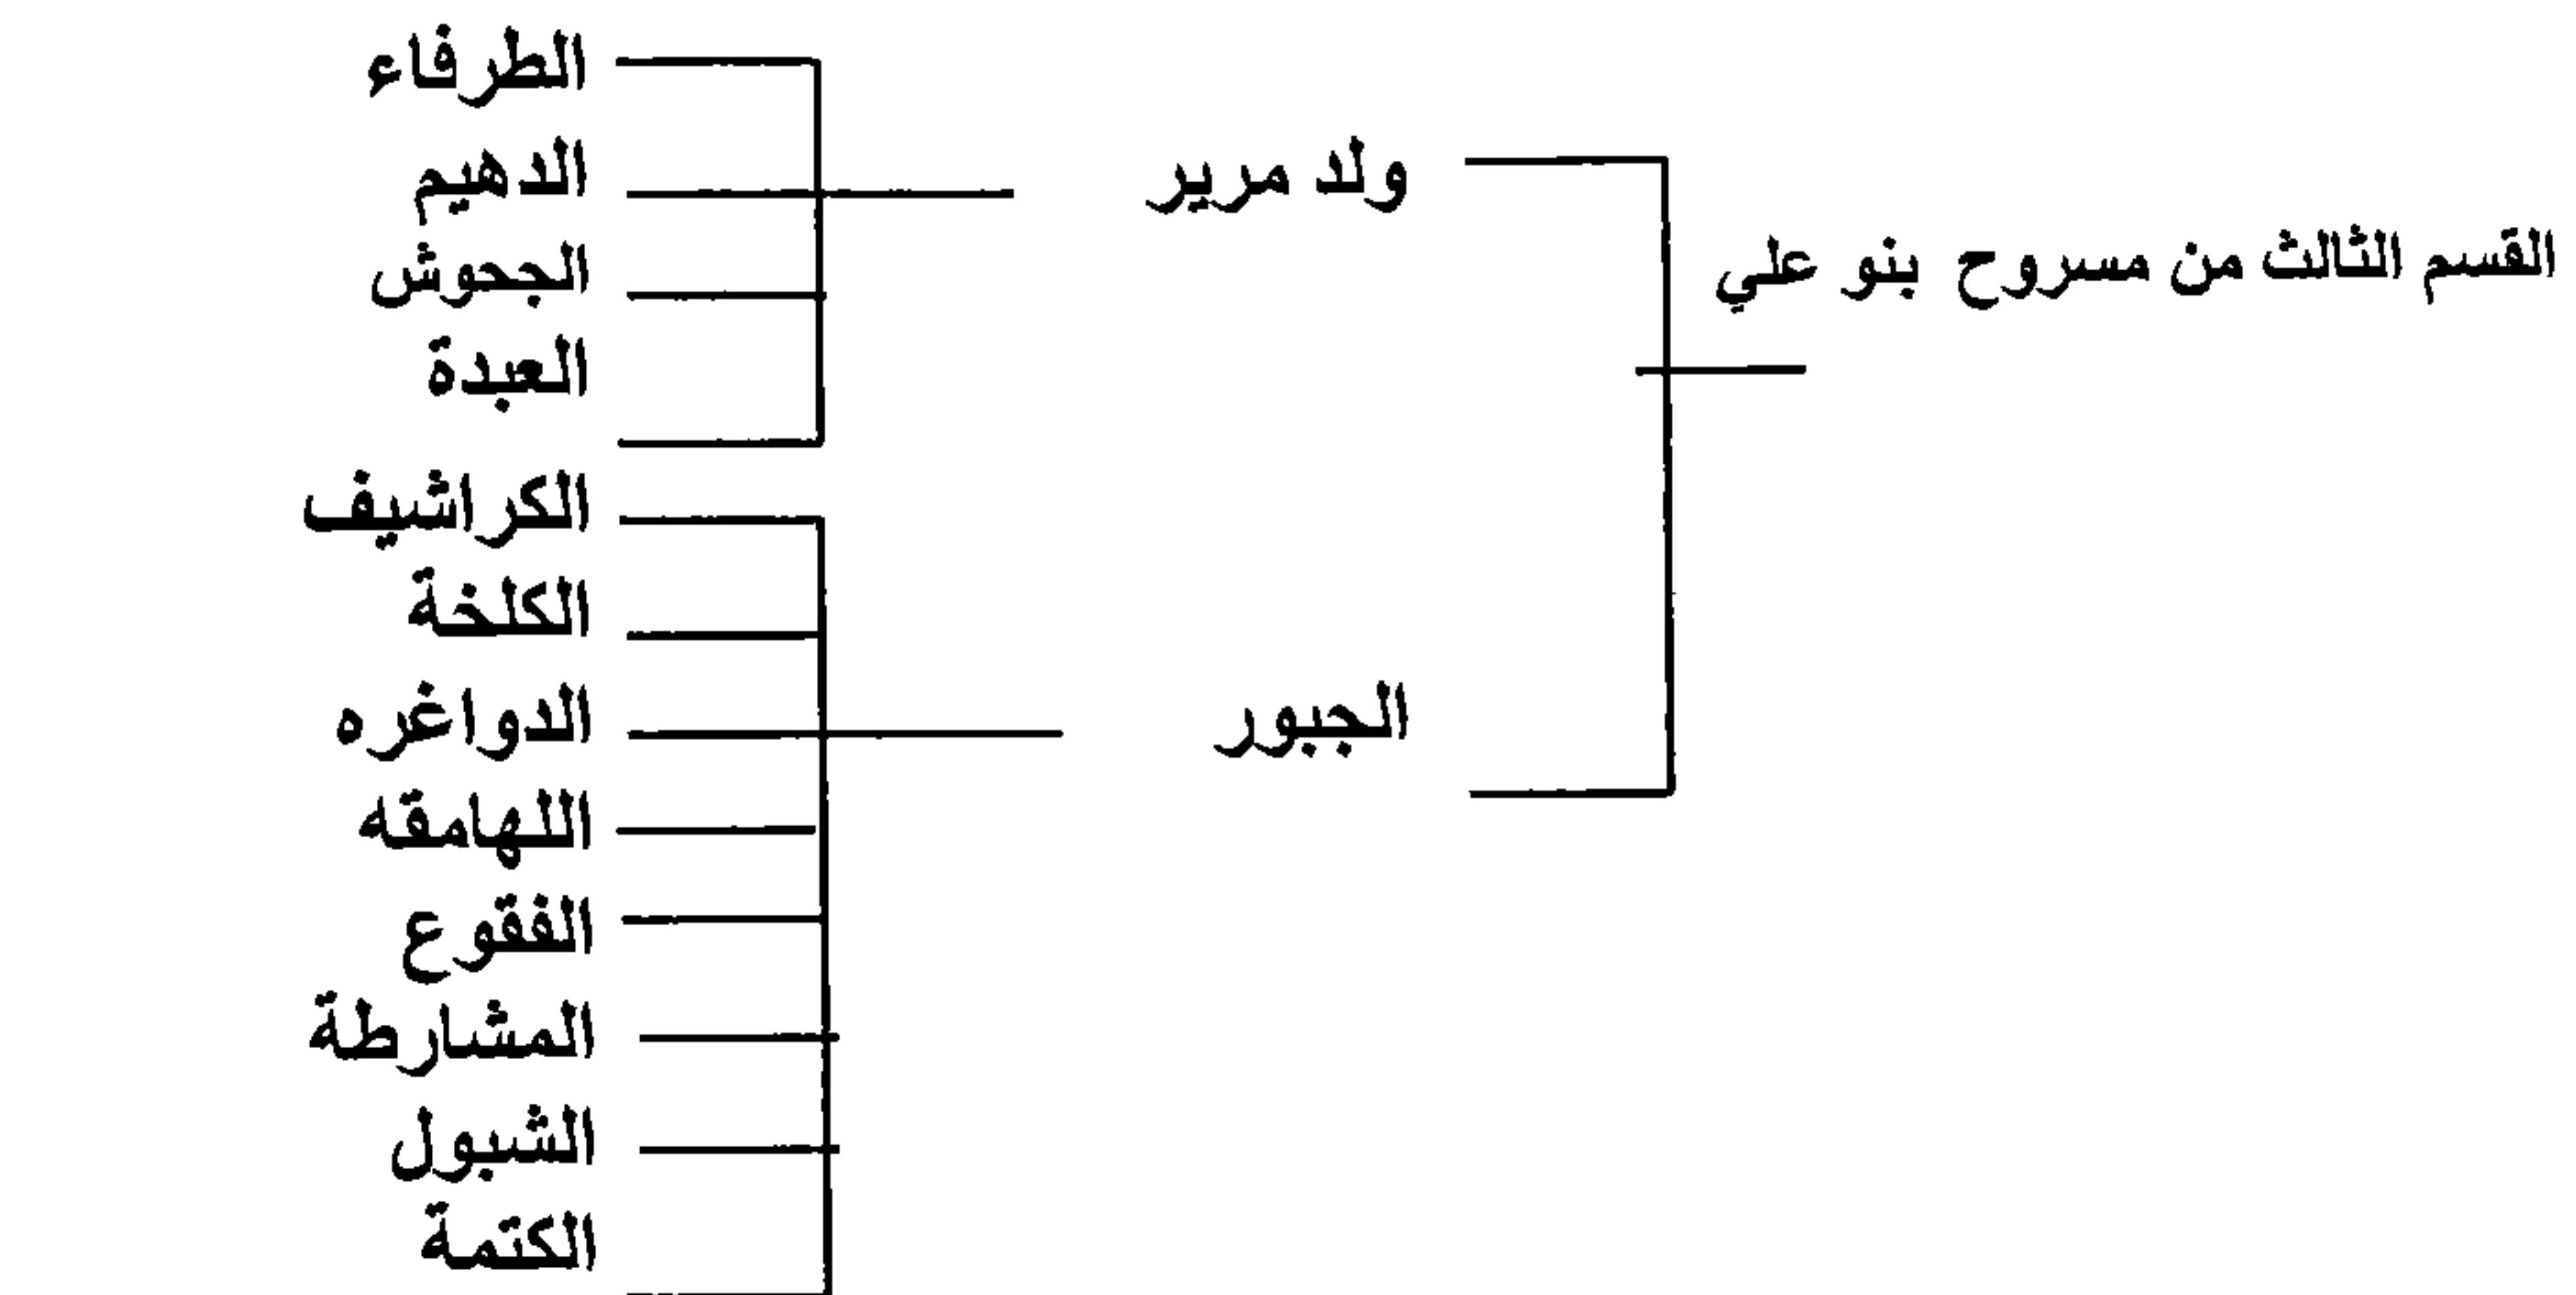 القسم الثالث من مسروح بنو علي
ولد مرير
الطرفاء
الدهيم
الجحوش
العبدة
الجبور
الكراشيف
الكلخة
الدواغره
اللهامقه
الفقوع
المشارطة
الشبول
الكتمة